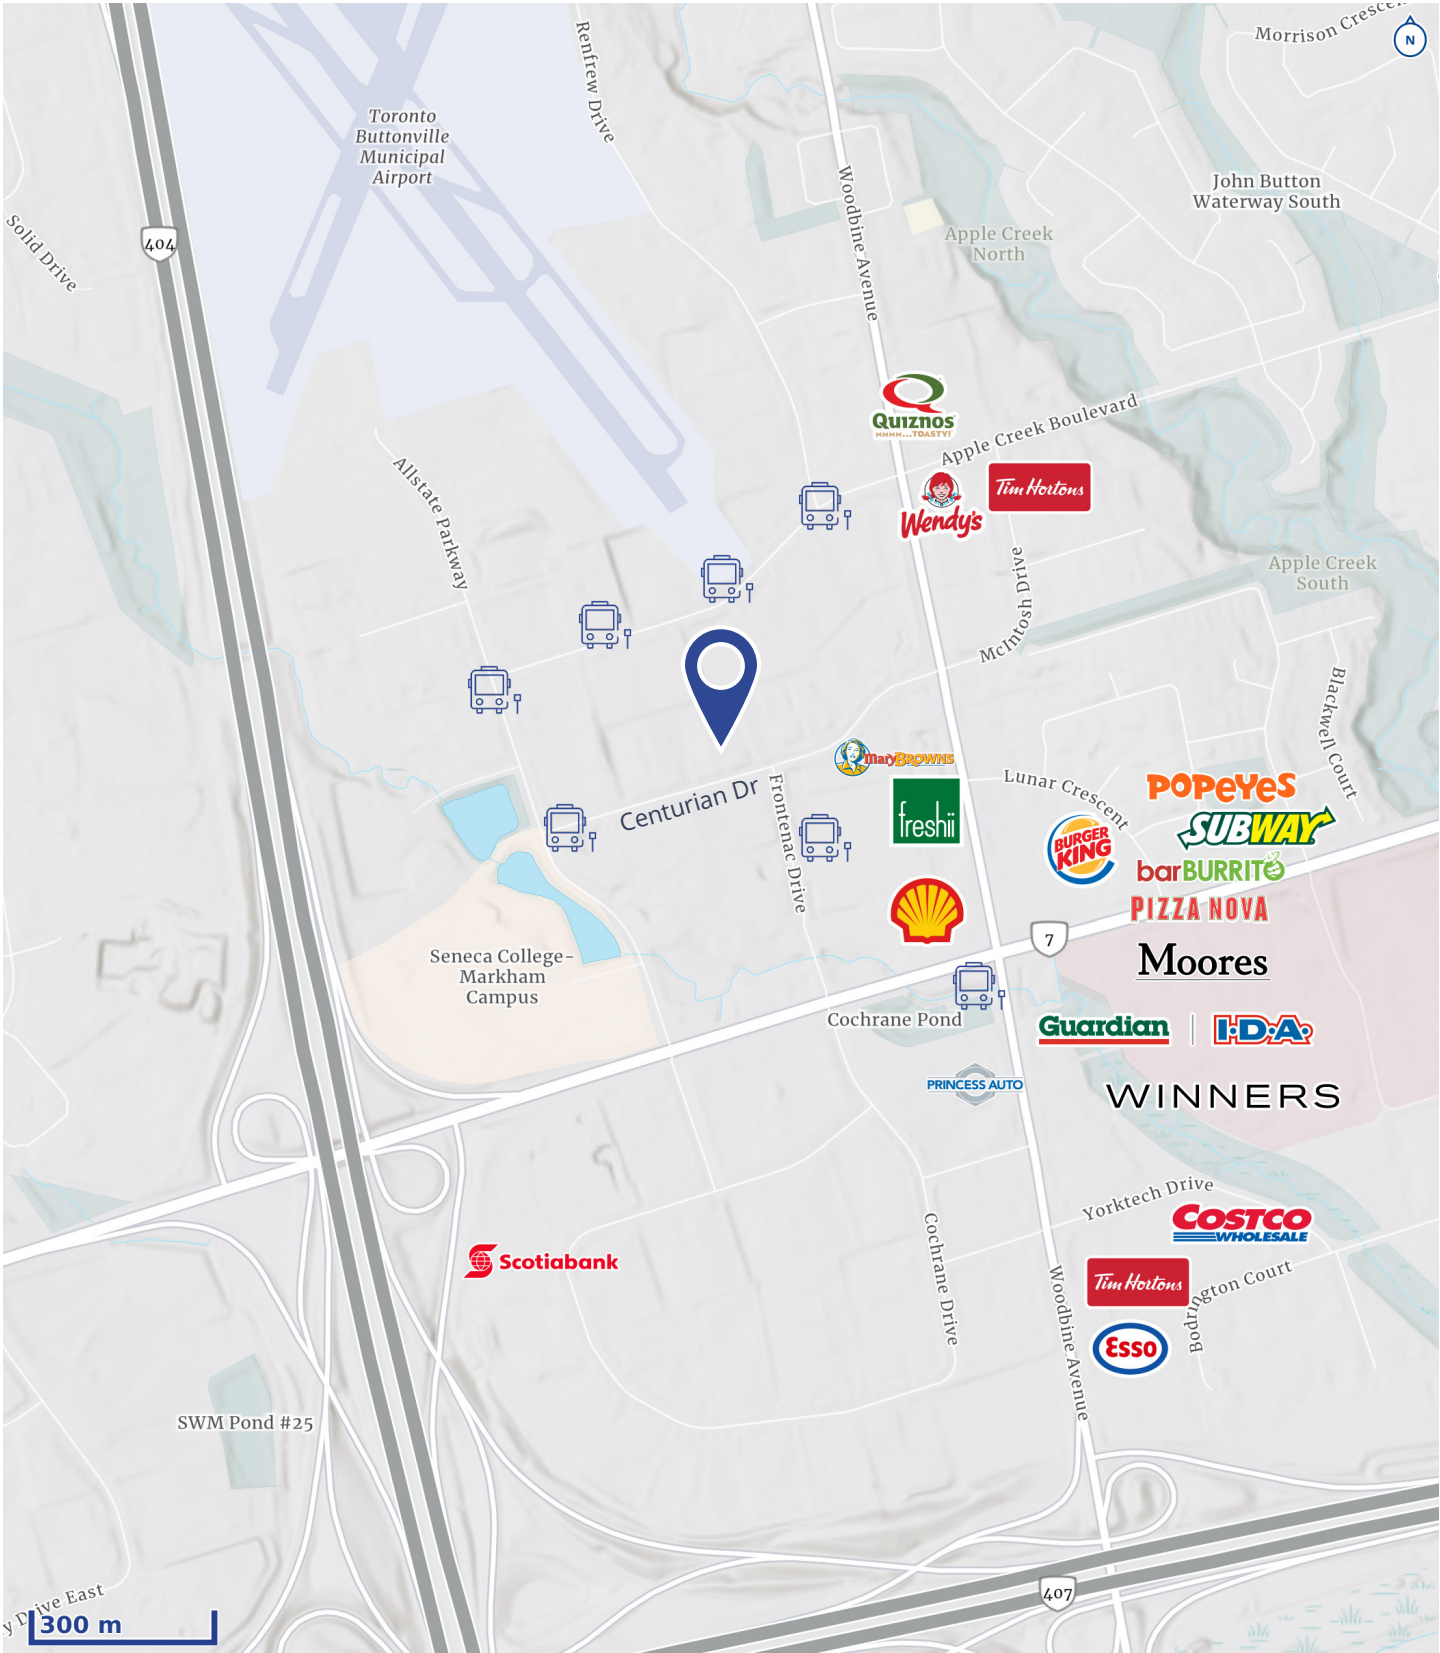 Morrison Crescent
N
Renfrew Drive
Toronto
Buttonville
Municipal
Airport
John Button
Waterway South
Solid Drive
404
Woodbine Avenue
Apple Creek
North
Quiznos
MMMM...TOASTY!
Apple Creek Boulevard
Allstate Parkway
Wendy's
Tim Hortons
McIntosh Drive
Apple Creek
South
Blackwell Court
Mary BROWNS
Lunar Crescent
Centurian Dr
Frontenac Drive
freshii
POPEYES
SUBWAY
BURGER
KING
barBURRITO
PIZZA NOVA
7
Moores
Seneca College-
Markham
Campus
Cochrane Pond
Guardian | I·D·A·
PRINCESS AUTO
WINNERS
Yorktech Drive
COSTCO
WHOLESALE
Cochrane Drive
Scotiabank
Tim Hortons
Woodbine Avenue
Esso
SWM Pond #25
407
y Drive East
300 m